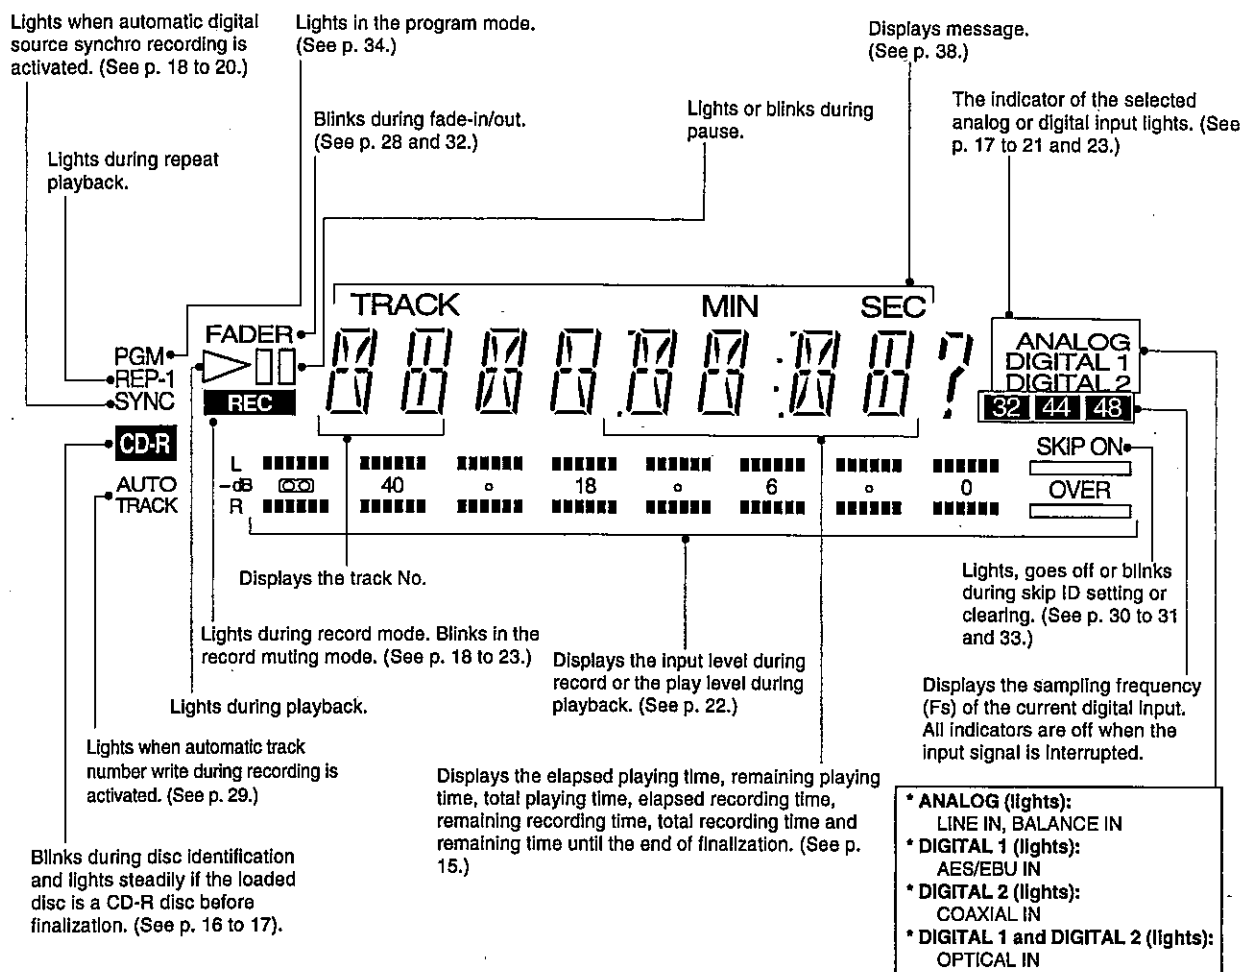 Lights when automatic digital
source synchro recording is
activated. (See p. 18 to 20.)
Lights in the program mode.
(See p. 34.)
Displays message.
(See p. 38.)
Blinks during fade-in/out.
(See p. 28 and 32.)
Lights or blinks during
pause.
The indicator of the selected
analog or digital input lights. (See
p. 17 to 21 and 23.)
Lights during repeat
playback.
TRACK
MIN
SEC
FADER
PGM
REP-1
SYNC
REC
?
ANALOG
DIGITAL 1
DIGITAL 2
32 44 48
CD-R
AUTO
TRACK
L
-dB 40 18 6 0
R
SKIP ON
OVER
Displays the track No.
Lights during record mode. Blinks in the
record muting mode. (See p. 18 to 23.)
Lights during playback.
Lights when automatic track
number write during recording is
activated. (See p. 29.)
Blinks during disc identification
and lights steadily if the loaded
disc is a CD-R disc before
finalization. (See p. 16 to 17).
Displays the input level during
record or the play level during
playback. (See p. 22.)
Displays the elapsed playing time, remaining playing
time, total playing time, elapsed recording time,
remaining recording time, total recording time and
remaining time until the end of finalization. (See p.
15.)
Lights, goes off or blinks
during skip ID setting or
clearing. (See p. 30 to 31
and 33.)
Displays the sampling frequency
(Fs) of the current digital input.
All indicators are off when the
input signal is interrupted.
* ANALOG (lights):
LINE IN, BALANCE IN
* DIGITAL 1 (lights):
AES/EBU IN
* DIGITAL 2 (lights):
COAXIAL IN
* DIGITAL 1 and DIGITAL 2 (lights):
OPTICAL IN